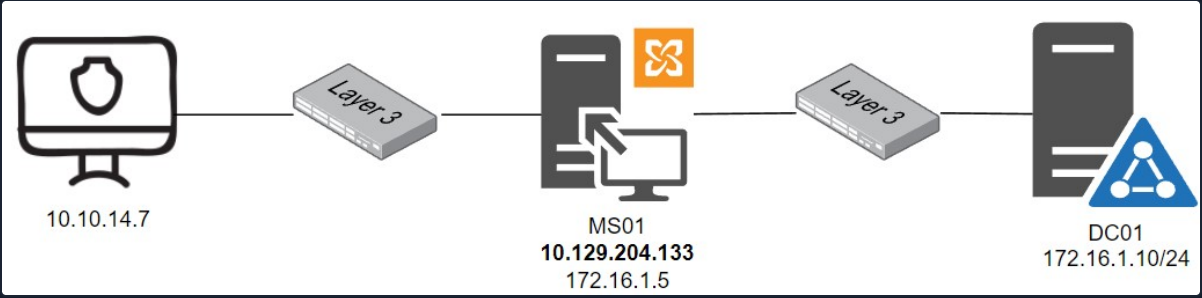 Layer 3
Layer 3
10.10.14.7
MS01
10.129.204.133
172.16.1.5
DC01
172.16.1.10/24